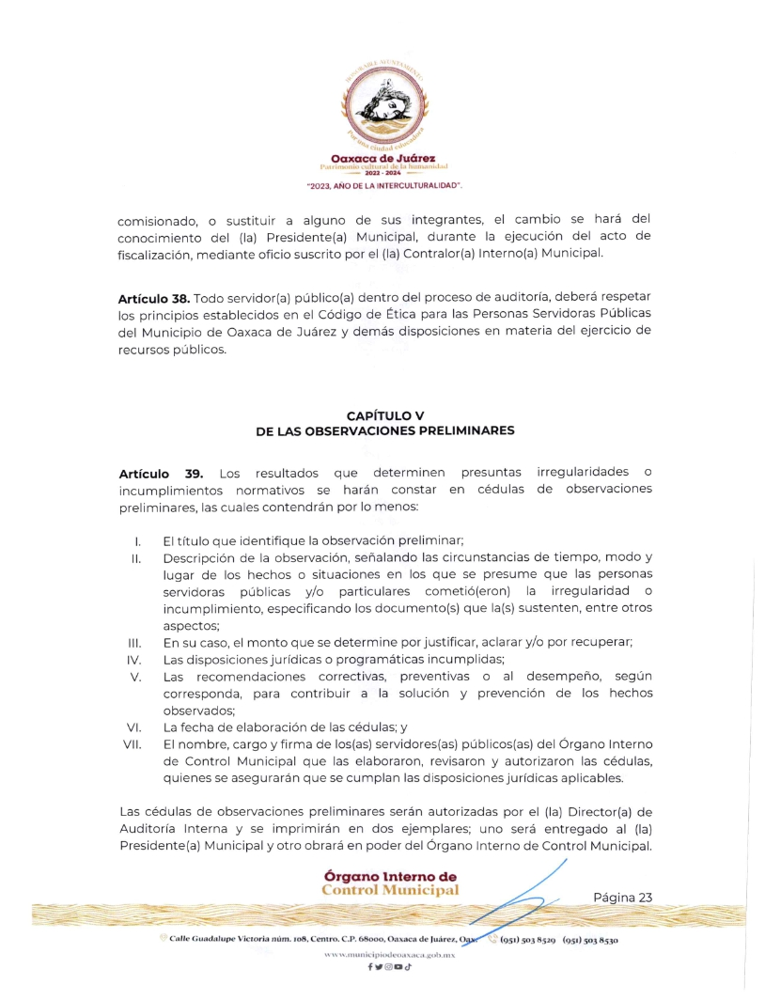 HONORABLE AYUNTAMIENTO
Por una ciudad educadora
Oaxaca de Juárez
Patrimonio cultural de la humanidad
2022 - 2024
"2023, AÑO DE LA INTERCULTURALIDAD".
comisionado, o sustituir a alguno de sus integrantes, el cambio se hará del
conocimiento del (la) Presidente(a) Municipal, durante la ejecución del acto de
fiscalización, mediante oficio suscrito por el (la) Contralor(a) Interno(a) Municipal.
Artículo 38. Todo servidor(a) público(a) dentro del proceso de auditoría, deberá respetar
los principios establecidos en el Código de Ética para las Personas Servidoras Públicas
del Municipio de Oaxaca de Juárez y demás disposiciones en materia del ejercicio de
recursos públicos.
CAPÍTULO V
DE LAS OBSERVACIONES PRELIMINARES
Artículo 39. Los resultados que determinen presuntas irregularidades o
incumplimientos normativos se harán constar en cédulas de observaciones
preliminares, las cuales contendrán por lo menos:
I. El título que identifique la observación preliminar;
II. Descripción de la observación, señalando las circunstancias de tiempo, modo y
lugar de los hechos o situaciones en los que se presume que las personas
servidoras públicas y/o particulares cometió(eron) la irregularidad o
incumplimiento, especificando los documento(s) que la(s) sustenten, entre otros
aspectos;
III. En su caso, el monto que se determine por justificar, aclarar y/o por recuperar;
IV. Las disposiciones jurídicas o programáticas incumplidas;
V. Las recomendaciones correctivas, preventivas o al desempeño, según
corresponda, para contribuir a la solución y prevención de los hechos
observados;
VI. La fecha de elaboración de las cédulas; y
VII. El nombre, cargo y firma de los(as) servidores(as) públicos(as) del Órgano Interno
de Control Municipal que las elaboraron, revisaron y autorizaron las cédulas,
quienes se asegurarán que se cumplan las disposiciones jurídicas aplicables.
Las cédulas de observaciones preliminares serán autorizadas por el (la) Director(a) de
Auditoría Interna y se imprimirán en dos ejemplares; uno será entregado al (la)
Presidente(a) Municipal y otro obrará en poder del Órgano Interno de Control Municipal.
Órgano Interno de
Control Municipal
Página 23
Calle Guadalupe Victoria núm. 108, Centro, C.P. 68000, Oaxaca de Juárez, Oax. (951) 503 8529 (951) 503 8530
www.municipiodeoaxaca.gob.mx